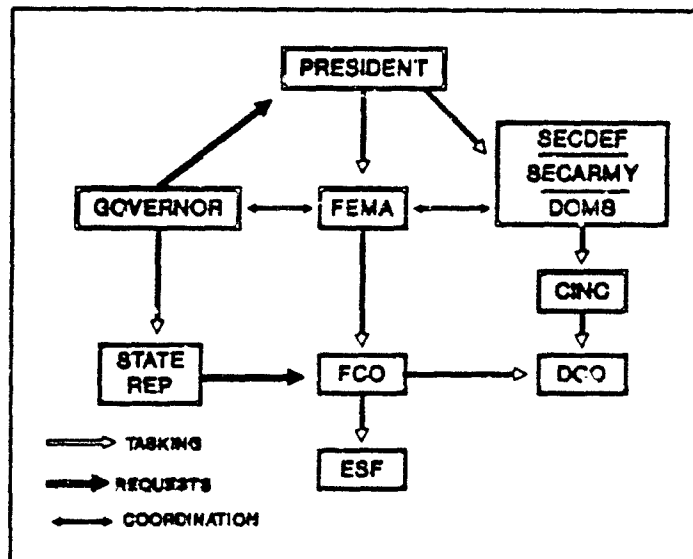 PRESIDENT
SECDEF
SECARMY
DOMS
GOVERNOR
FEMA
CINC
STATE
REP
FCO
DCO
ESF
TASKING
REQUESTS
COORDINATION